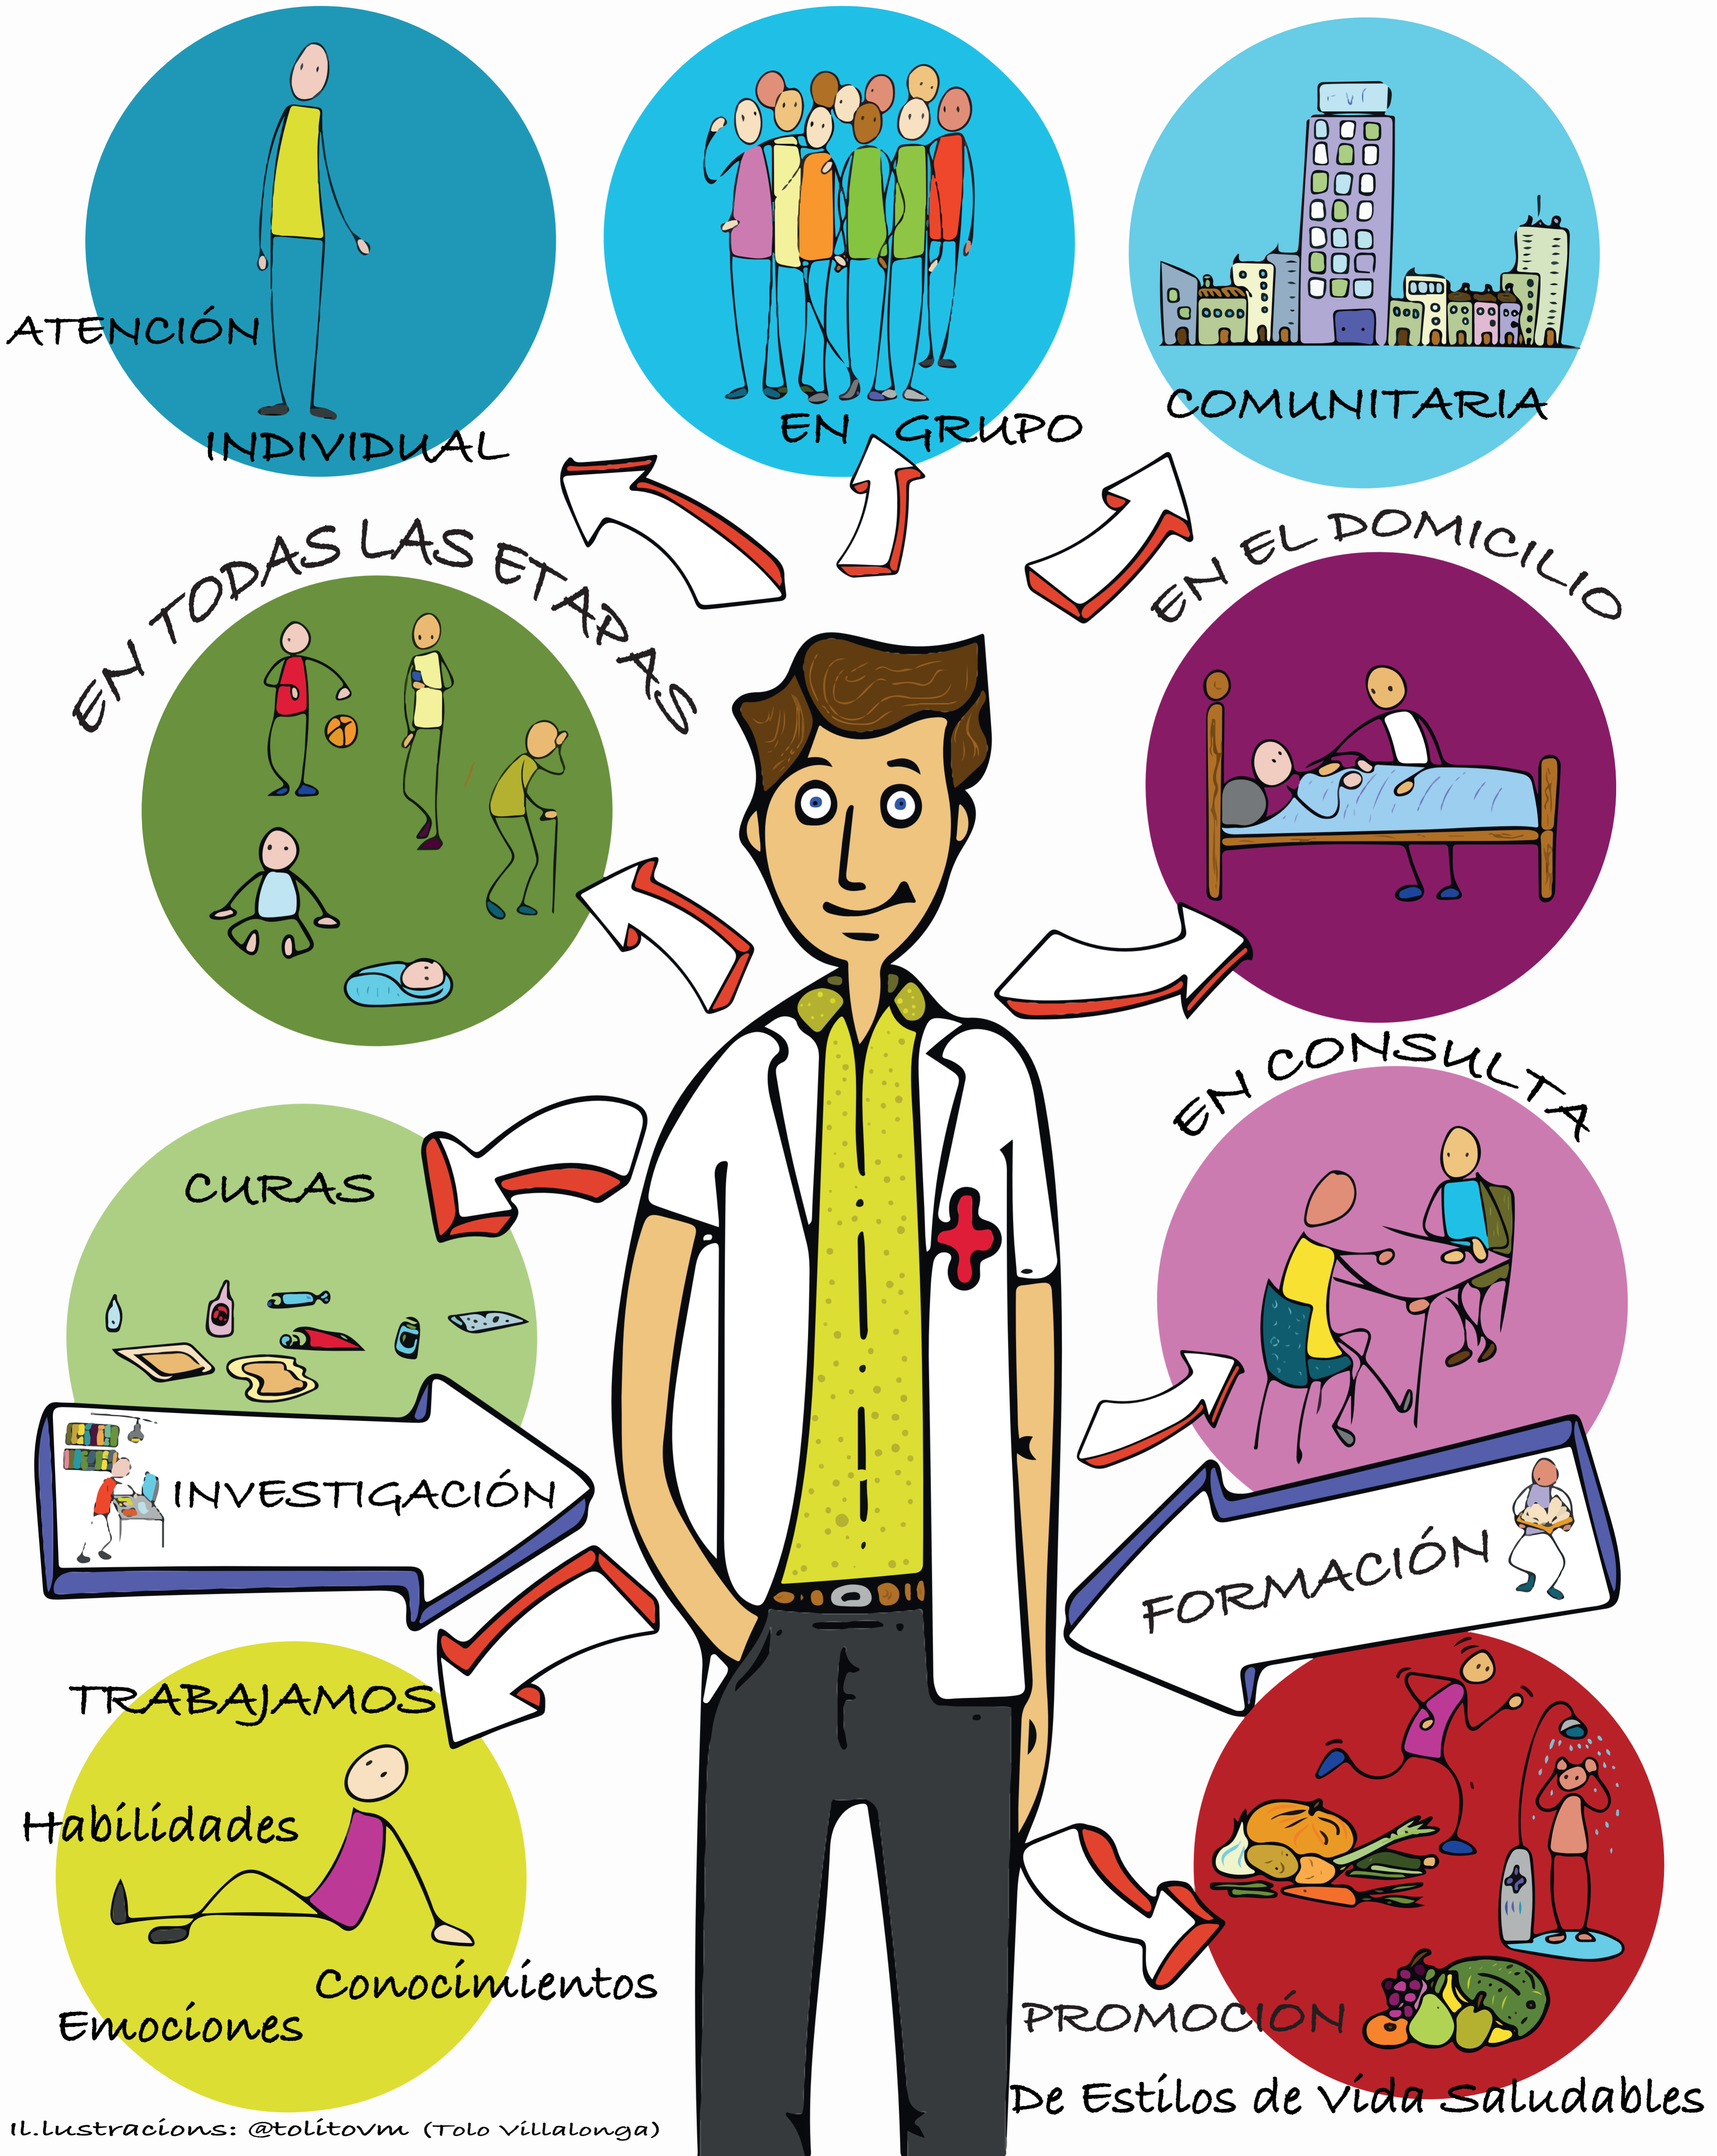 ATENCIÓN
INDIVIDUAL
EN GRUPO
COMUNITARIA
EN TODAS LAS ETAPAS
EN EL DOMICILIO
CURAS
EN CONSULTA
INVESTIGACIÓN
FORMACIÓN
TRABAJAMOS
Habilidades
Conocimientos
Emociones
PROMOCIÓN
De Estilos de Vida Saludables
Il.lustracions: @tolitovm (Tolo Villalonga)